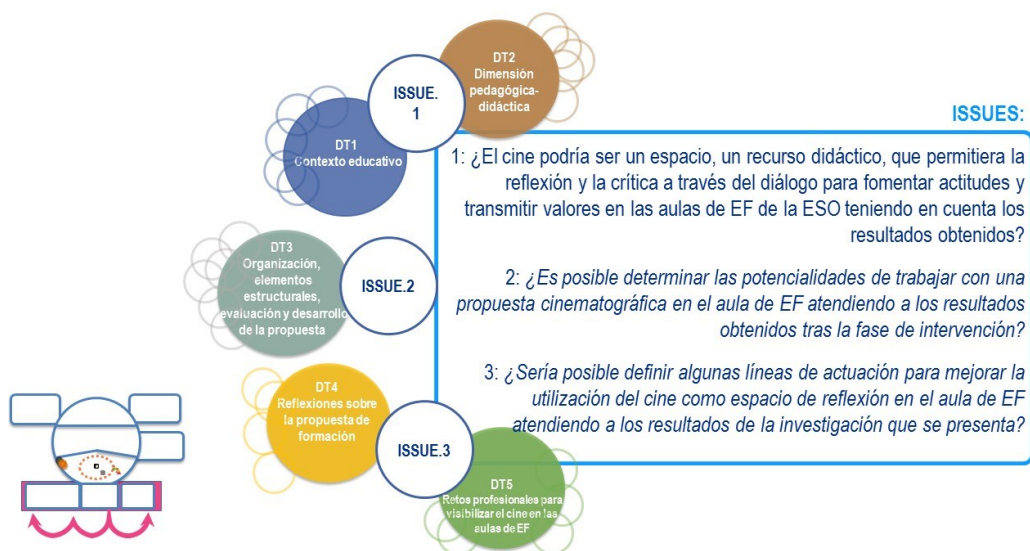 DT2
Dimensión
pedagógica-
didáctica
ISSUE.
1
DT1
Contexto educativo
DT3
Organización,
elementos
estructurales,
evaluación y desarrollo
de la propuesta
ISSUE.2
DT4
Reflexiones sobre
la propuesta de
formación
ISSUE.3
DT5
Retos profesionales para
visibilizar el cine en las
aulas de EF
ISSUES:
1: ¿El cine podría ser un espacio, un recurso didáctico, que permitiera la
reflexión y la crítica a través del diálogo para fomentar actitudes y
transmitir valores en las aulas de EF de la ESO teniendo en cuenta los
resultados obtenidos?
2: ¿Es posible determinar las potencialidades de trabajar con una
propuesta cinematográfica en el aula de EF atendiendo a los resultados
obtenidos tras la fase de intervención?
3: ¿Sería posible definir algunas líneas de actuación para mejorar la
utilización del cine como espacio de reflexión en el aula de EF
atendiendo a los resultados de la investigación que se presenta?